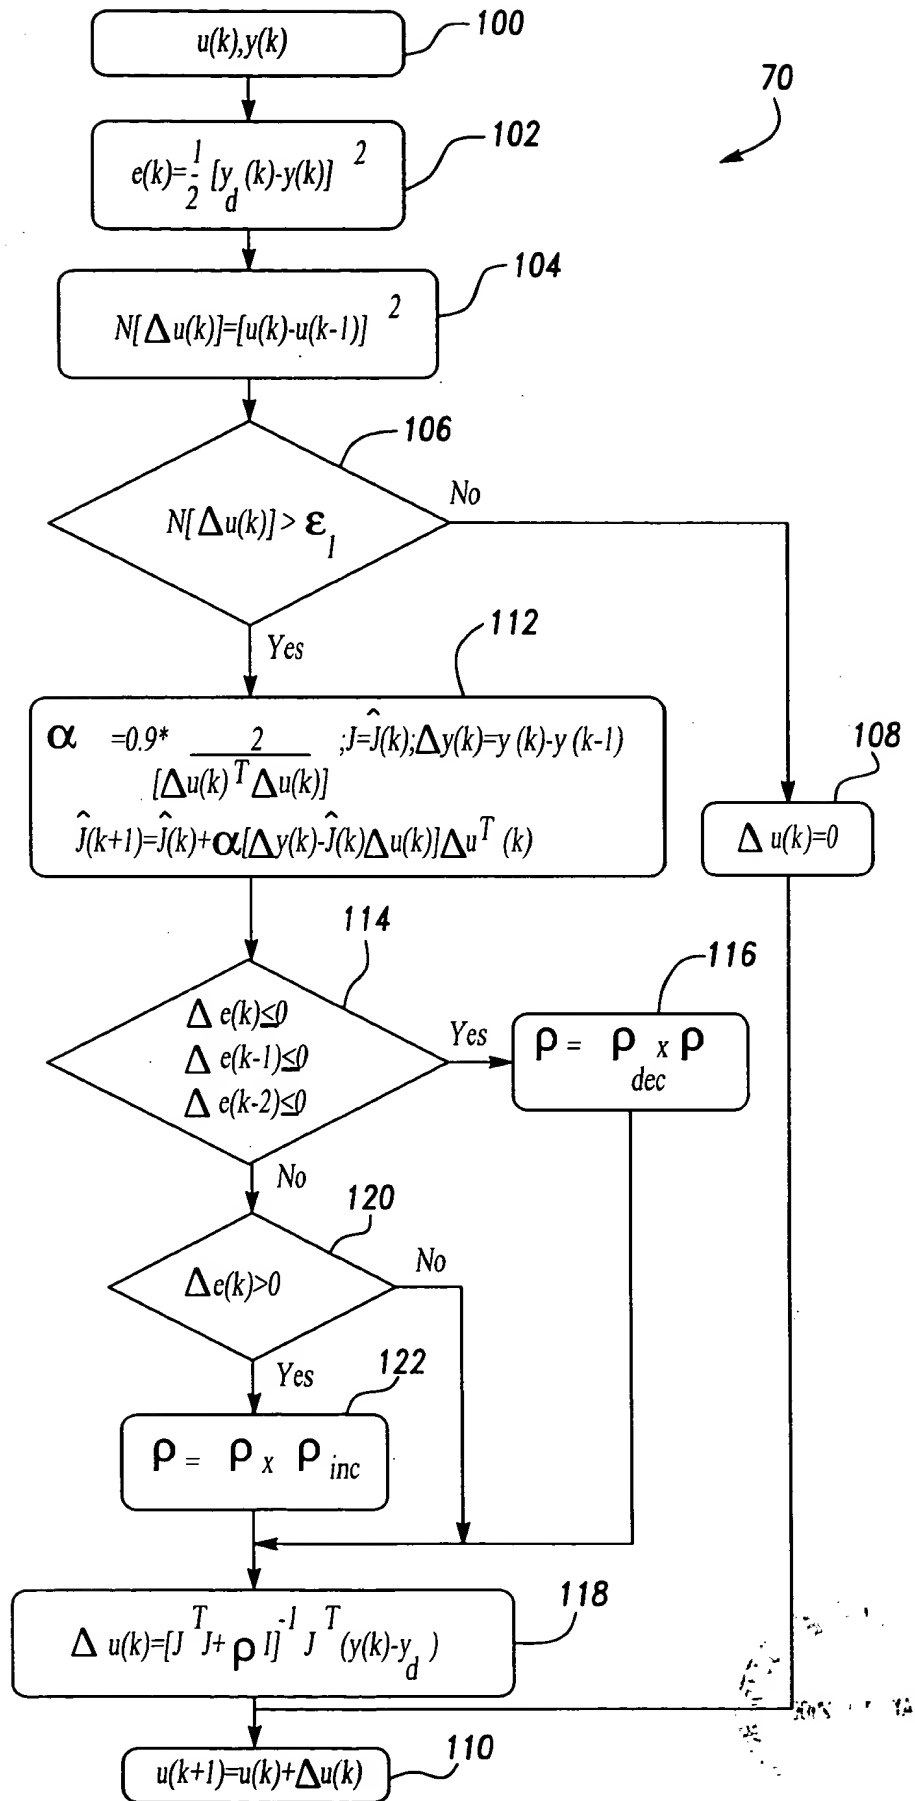 100
u(k),y(k)
70
102
e(k)=1/2 [y_d (k)-y(k)]^2
104
N[Δu(k)]=[u(k)-u(k-1)]^2
106
No
N[Δu(k)] > ε_1
112
Yes
α =0.9* 2/[Δu(k)^T Δu(k)] ;J=Ĵ(k);Δy(k)=y (k)-y (k-1)
108
Ĵ(k+1)=Ĵ(k)+α[Δy(k)-Ĵ(k)Δu(k)]Δu^T (k)
Δ u(k)=0
114
116
Δ e(k)≤0
Δ e(k-1)≤0
Δ e(k-2)≤0
Yes
ρ = ρ_dec x ρ
No
120
No
Δe(k)>0
122
Yes
ρ = ρ x ρ_inc
118
Δ u(k)=[J^T J+ ρ I]^-1 J^T (y(k)-y_d )
110
u(k+1)=u(k)+Δu(k)